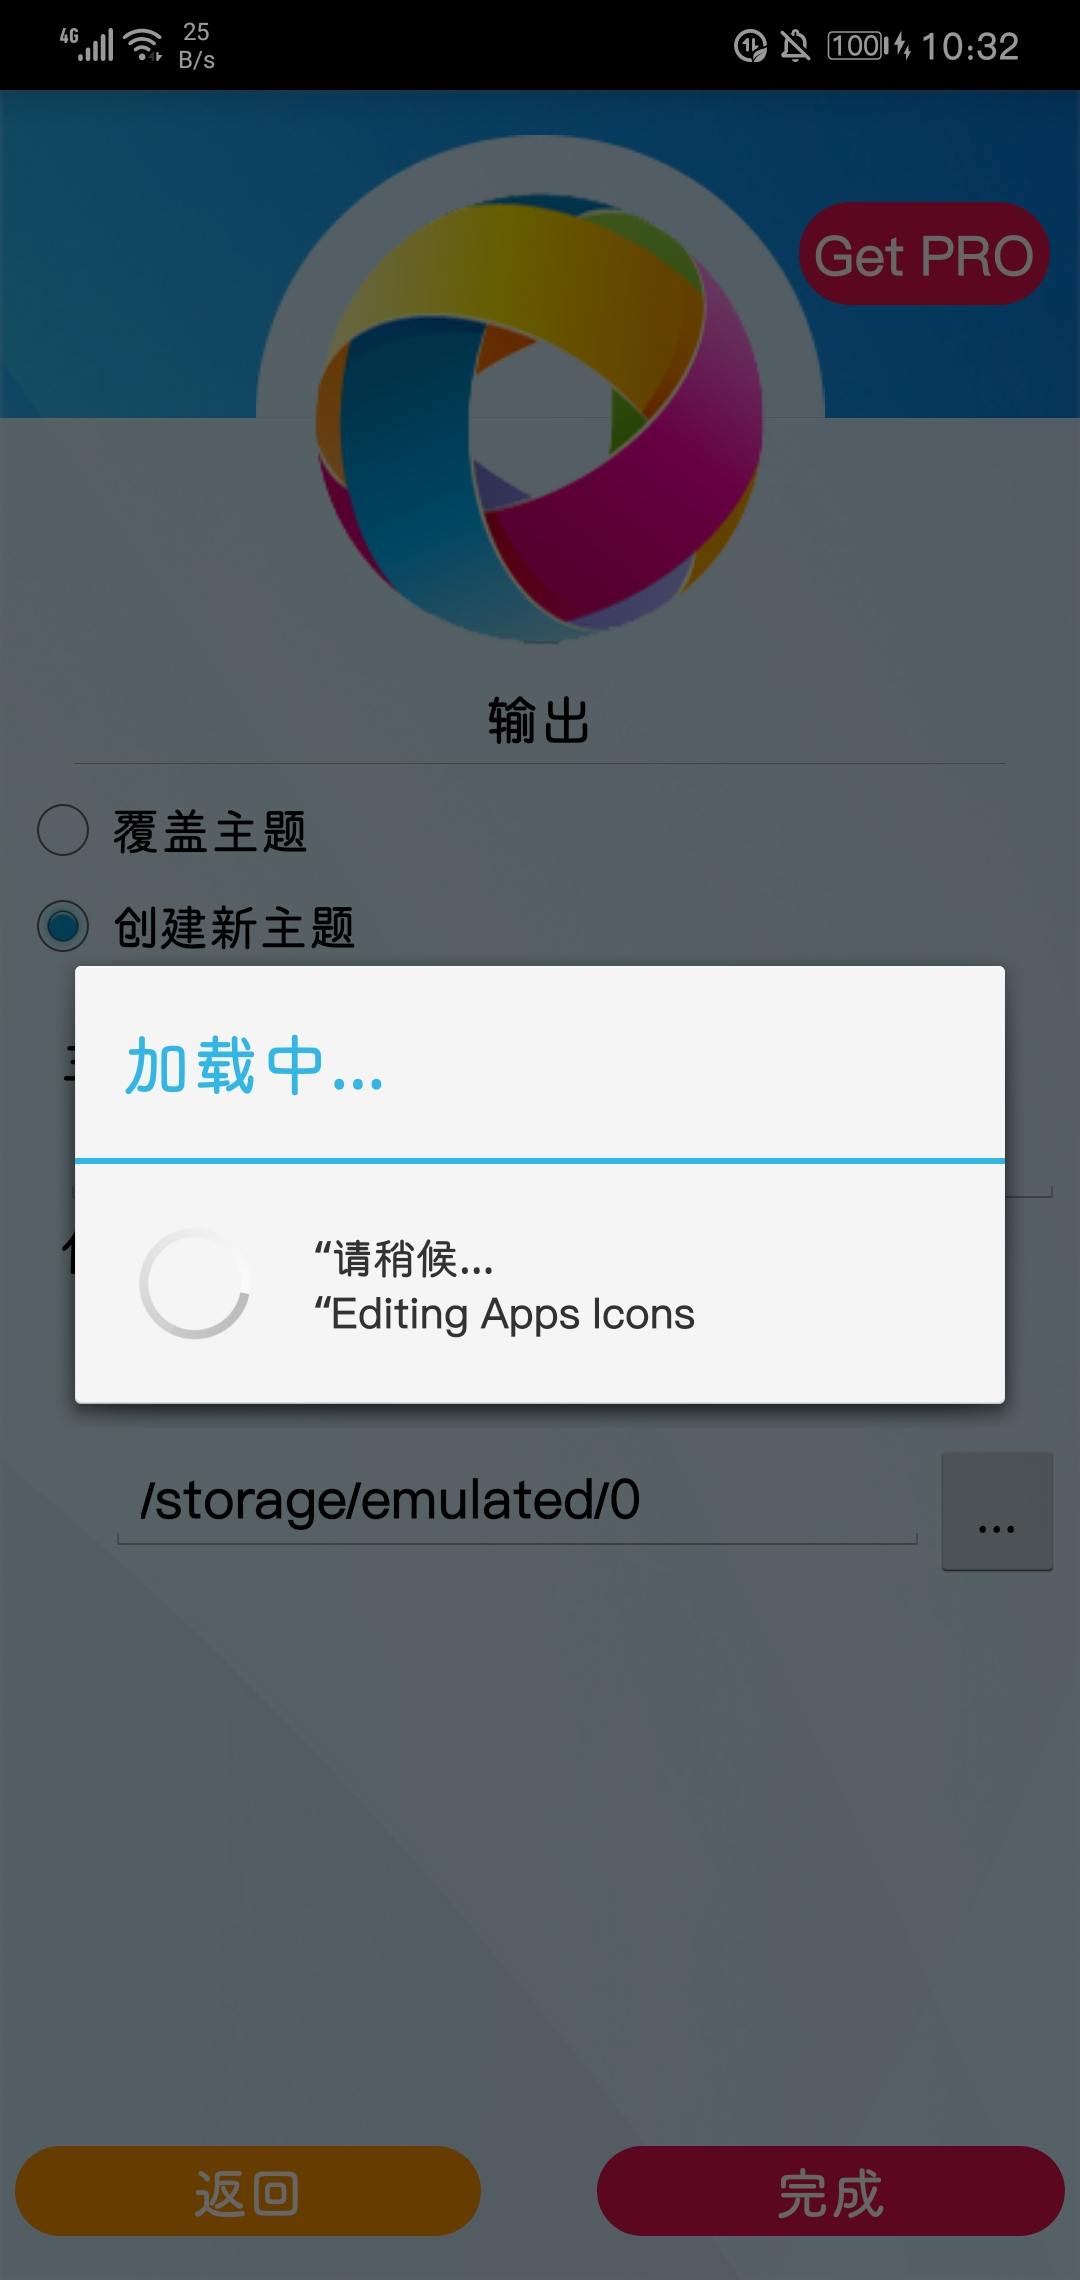 4G 25 B/s 100 10:32
Get PRO
输出
覆盖主题
创建新主题
加载中...
“请稍候...
“Editing Apps Icons
/storage/emulated/0
...
返回
完成